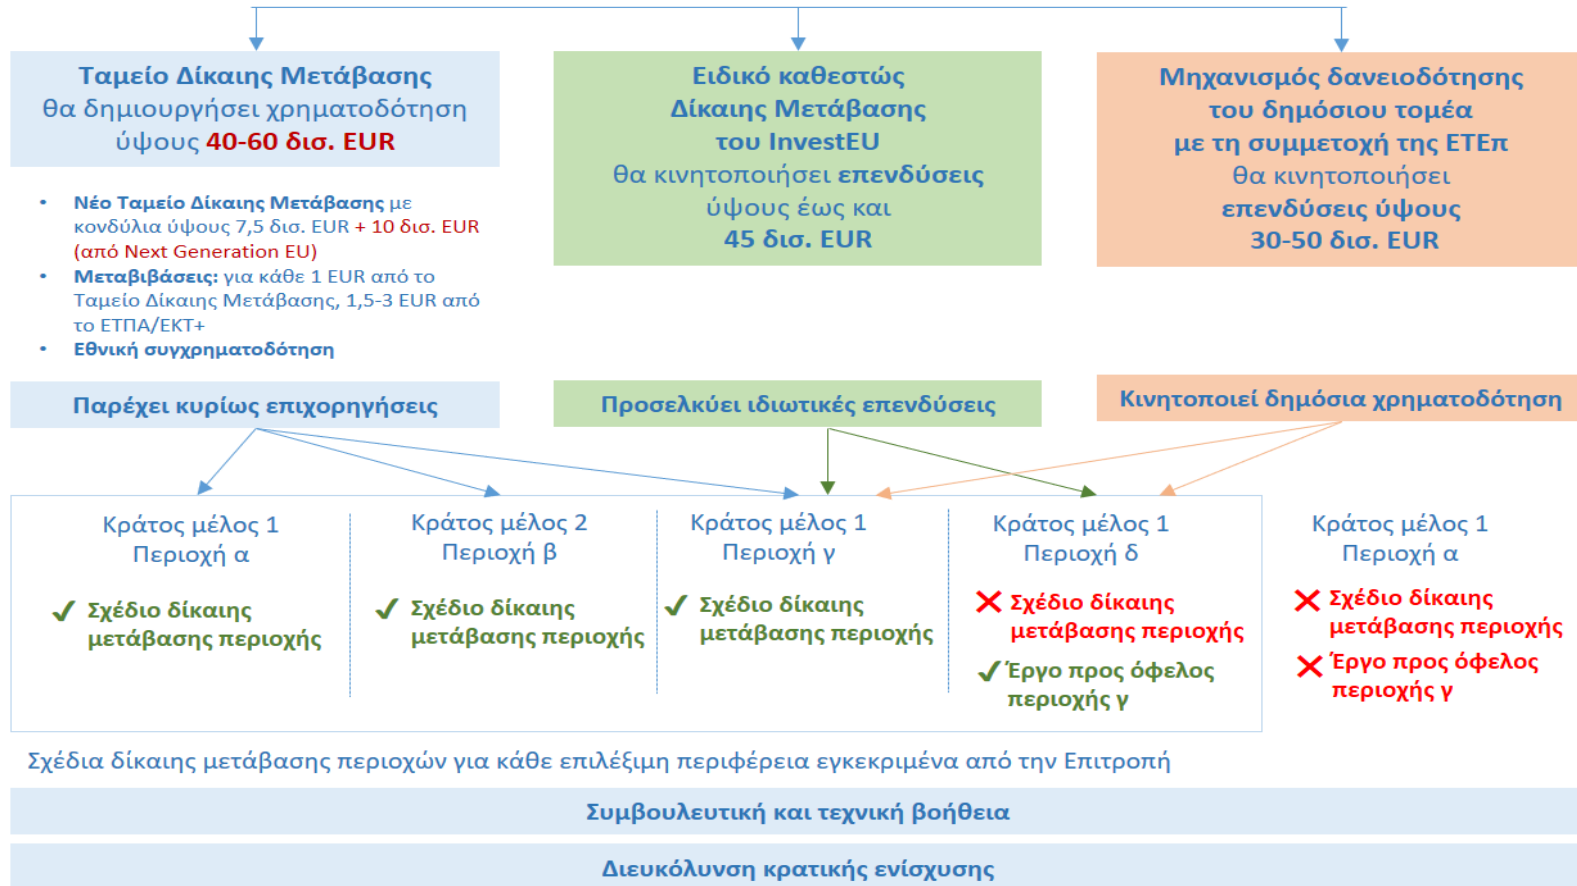 Ταμείο Δίκαιης Μετάβασης
θα δημιουργήσει χρηματοδότηση
ύψους 40-60 δισ. EUR
• Νέο Ταμείο Δίκαιης Μετάβασης με
κονδύλια ύψους 7,5 δισ. EUR + 10 δισ. EUR
(από Next Generation EU)
• Μεταβιβάσεις: για κάθε 1 EUR από το
Ταμείο Δίκαιης Μετάβασης, 1,5-3 EUR από
το ΕΤΠΑ/ΕΚΤ+
• Εθνική συγχρηματοδότηση
Παρέχει κυρίως επιχορηγήσεις
Ειδικό καθεστώς
Δίκαιης Μετάβασης
του InvestEU
θα κινητοποιήσει επενδύσεις
ύψους έως και
45 δισ. EUR
Προσελκύει ιδιωτικές επενδύσεις
Μηχανισμός δανειοδότησης
του δημόσιου τομέα
με τη συμμετοχή της ΕΤΕπ
θα κινητοποιήσει
επενδύσεις ύψους
30-50 δισ. EUR
Κινητοποιεί δημόσια χρηματοδότηση
Κράτος μέλος 1
Περιοχή α
✓ Σχέδιο δίκαιης
μετάβασης περιοχής
Κράτος μέλος 2
Περιοχή β
✓ Σχέδιο δίκαιης
μετάβασης περιοχής
Κράτος μέλος 1
Περιοχή γ
✓ Σχέδιο δίκαιης
μετάβασης περιοχής
Κράτος μέλος 1
Περιοχή δ
✕ Σχέδιο δίκαιης
μετάβασης περιοχής
✓ Έργο προς όφελος
περιοχής γ
Κράτος μέλος 1
Περιοχή α
✕ Σχέδιο δίκαιης
μετάβασης περιοχής
✕ Έργο προς όφελος
περιοχής γ
Σχέδια δίκαιης μετάβασης περιοχών για κάθε επιλέξιμη περιφέρεια εγκεκριμένα από την Επιτροπή
Συμβουλευτική και τεχνική βοήθεια
Διευκόλυνση κρατικής ενίσχυσης